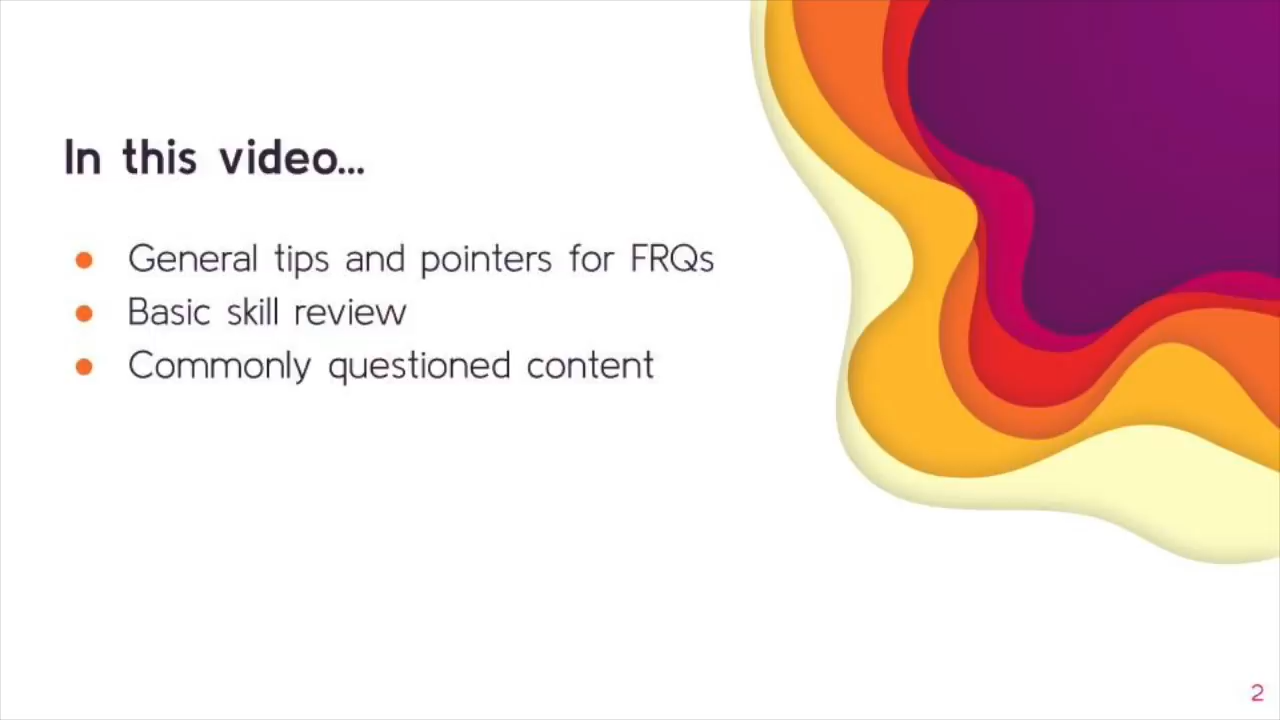 In this video...
● General tips and pointers for FRQs
● Basic skill review
● Commonly questioned content
2